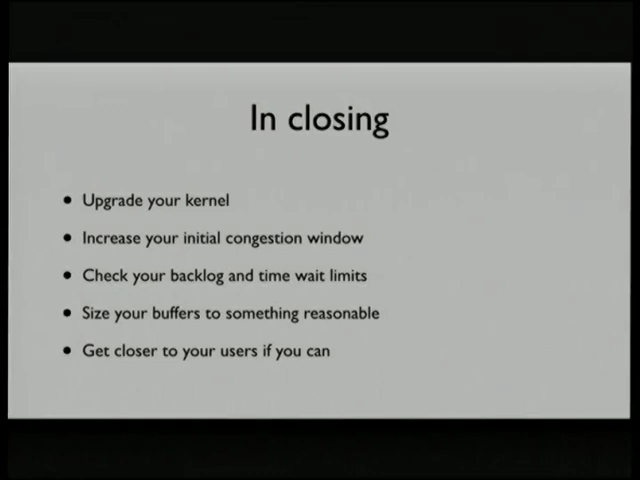 In closing
• Upgrade your kernel
• Increase your initial congestion window
• Check your backlog and time wait limits
• Size your buffers to something reasonable
• Get closer to your users if you can